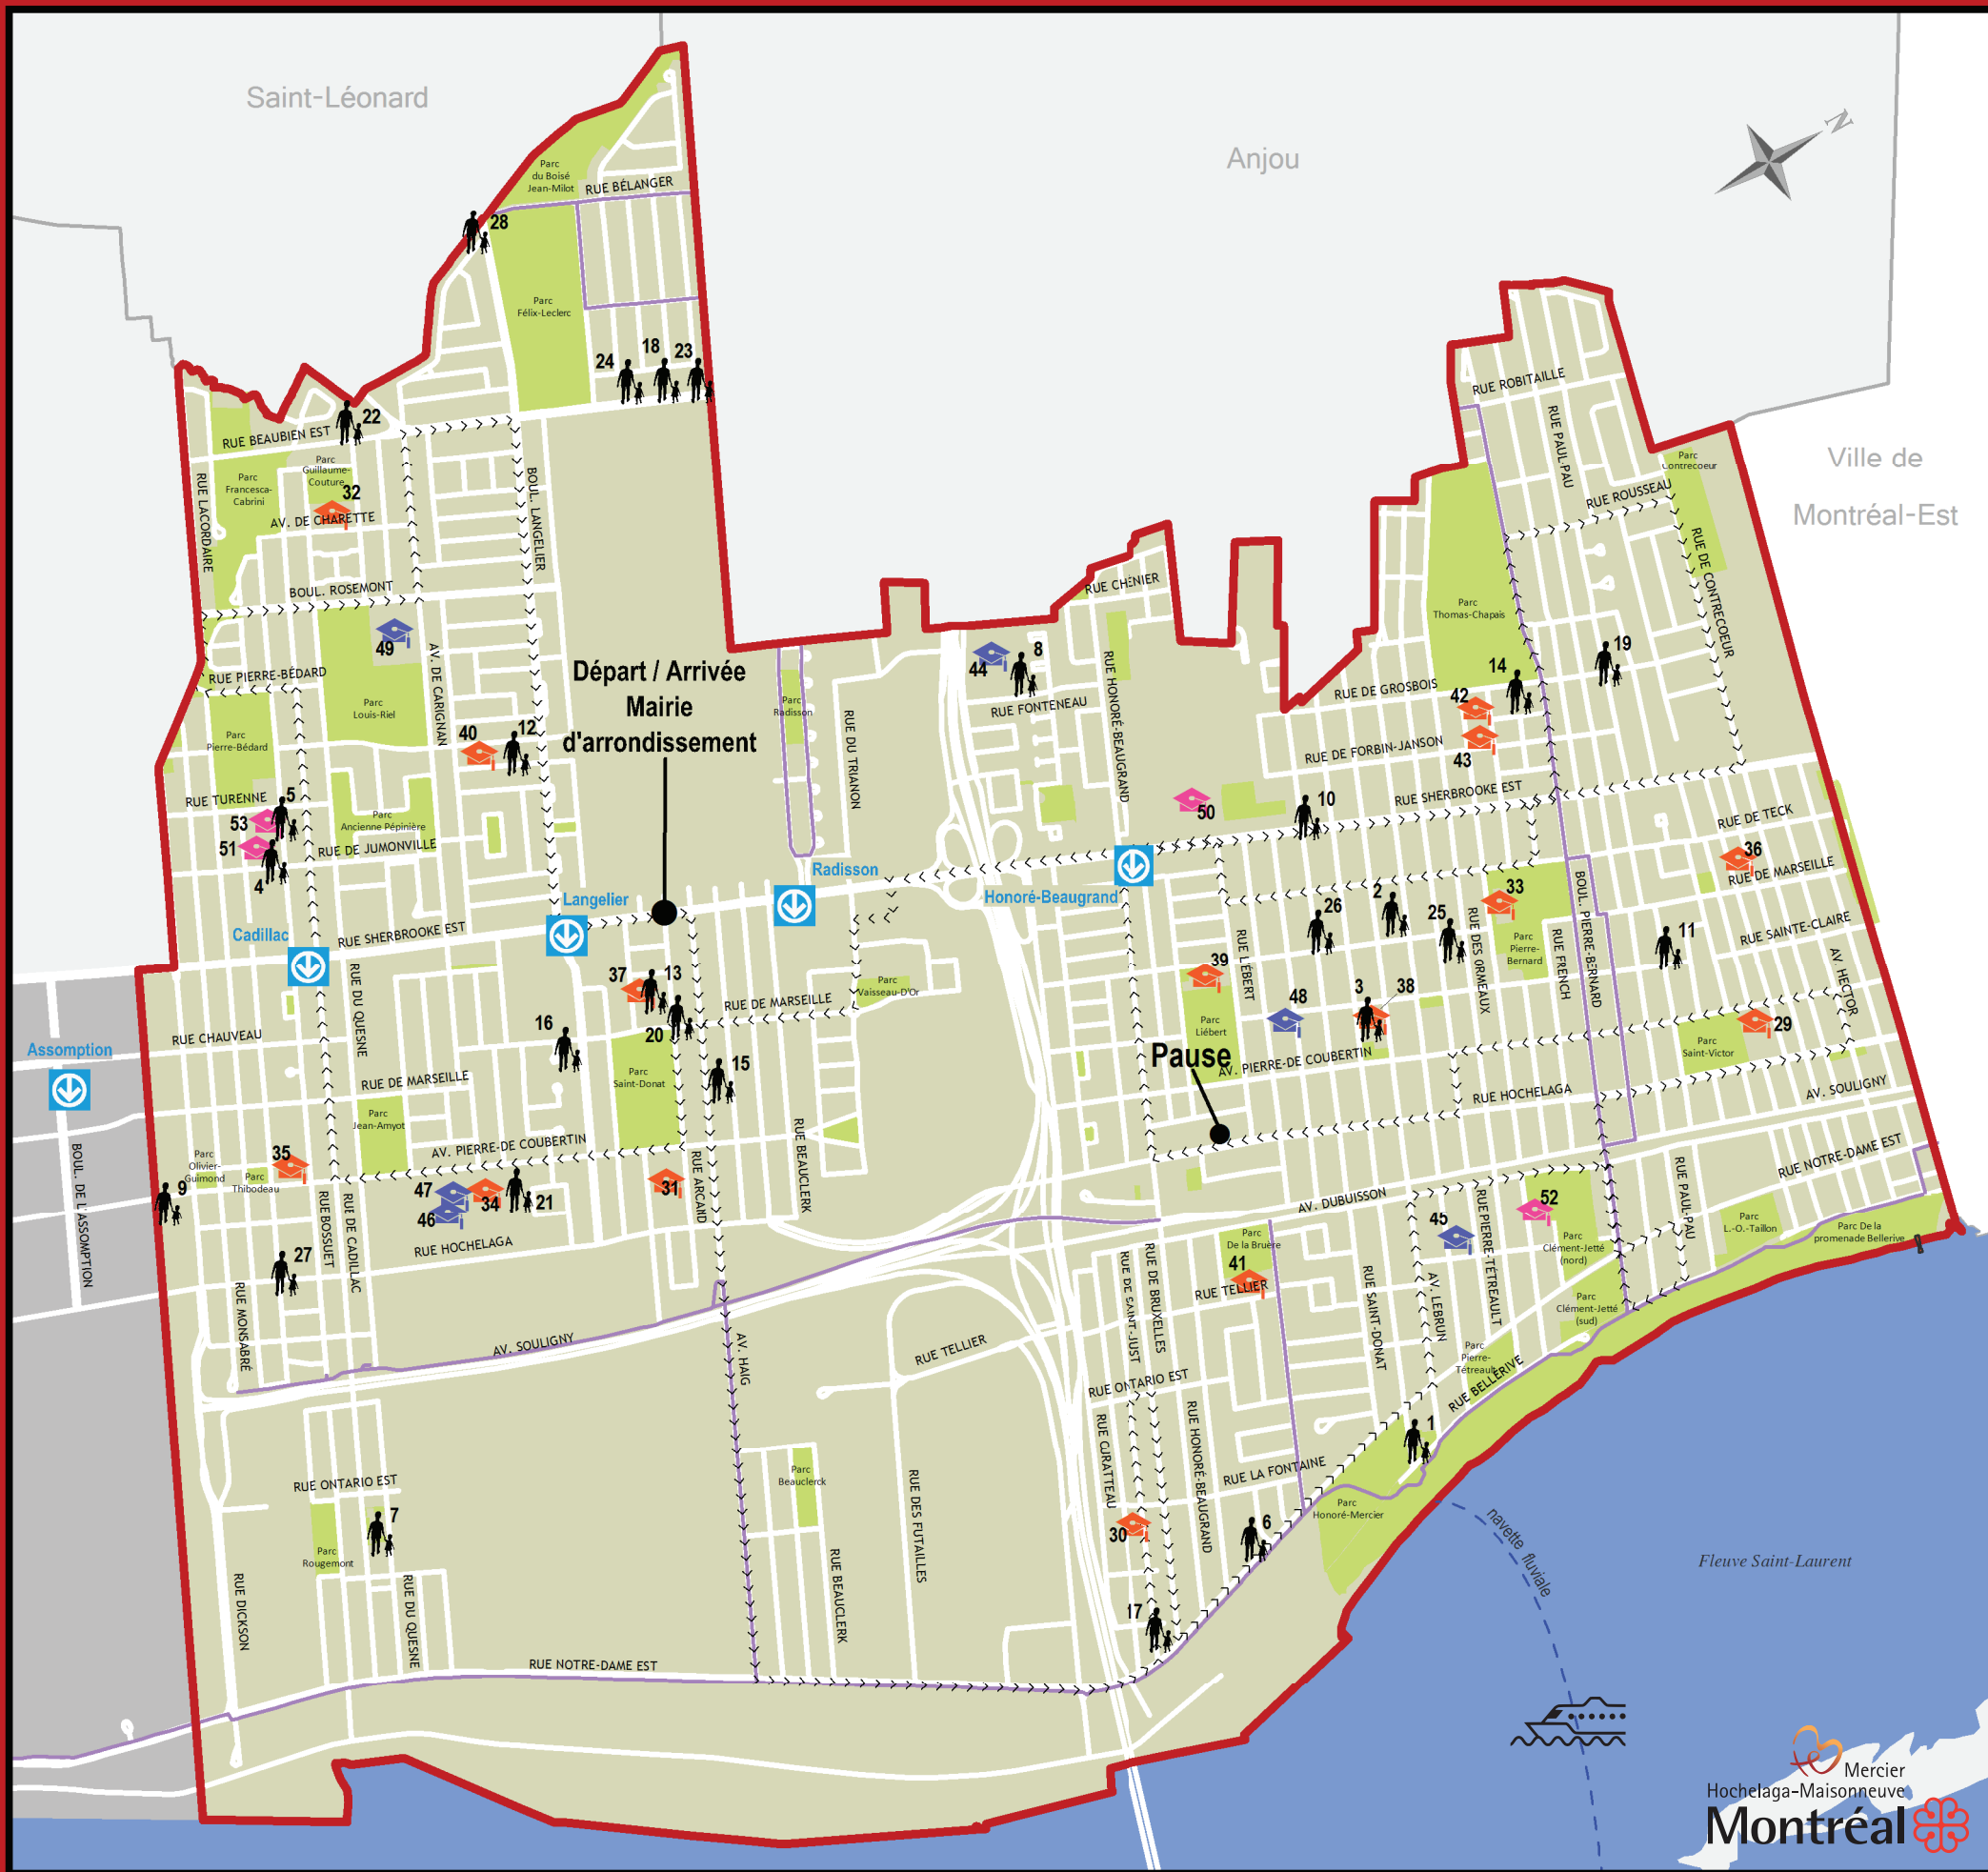 Saint-Léonard
Anjou
N
Ville de
Montréal-Est
Parc
du Boisé
Jean-Milot
RUE BÉLANGER
28
Parc
Félix-Leclerc
24
18
23
22
RUE BEAUBIEN EST
Parc
Guillaume-
Couture
32
Parc
Francesca-
Cabrini
AV. DE CHARETTE
RUE LACORDAIRE
BOUL. LANGELIER
BOUL. ROSEMONT
49
RUE PIERRE-BÉDARD
Parc
Louis-Riel
AV. DE CARIGNAN
Parc
Pierre-Bédard
40
12
Départ / Arrivée
Mairie
d'arrondissement
Parc
Radisson
RUE DU TRIANON
RUE TURENNE
5
53
51
4
Parc
Ancienne Pépinière
RUE DE JUMONVILLE
RUE ROBITAILLE
RUE PAUL-PAU
Parc
Contrecoeur
RUE ROUSSEAU
RUE DE CONTRECOEUR
RUE CHÉNIER
Parc
Thomas-Chapais
44
8
RUE FONTENEAU
RUE HONORÉ-BEAUGRAND
19
14
RUE DE GROSBOIS
42
RUE DE FORBIN-JANSON
43
50
10
RUE SHERBROOKE EST
RUE DE TECK
36
RUE DE MARSEILLE
Radisson
Langelier
Honoré-Beaugrand
Cadillac
RUE SHERBROOKE EST
RUE DU QUESNE
26
2
25
33
RUE DES ORMEAUX
Parc
Pierre-
Bernard
RUE FRENCH
BOUL. PIERRE-BERNARD
11
RUE SAINTE-CLAIRE
AV. HECTOR
37
13
20
RUE DE MARSEILLE
Parc
Vaisseau-D'Or
39
RUE LIÉBERT
48
3
38
Parc
Liébert
29
Parc
Saint-Victor
RUE CHAUVEAU
16
Assomption
RUE DE MARSEILLE
Parc
Saint-Donat
15
Pause
AV. PIERRE-DE COUBERTIN
RUE HOCHELAGA
AV. SOULIGNY
Parc
Jean-Amyot
AV. PIERRE-DE COUBERTIN
RUE BEAUCLERK
BOUL. DE L'ASSOMPTION
Parc
Olivier-
Guimond
35
Parc
Thibodeau
9
RUE BOSSUET
RUE DE CADILLAC
47
46
34
21
31
RUE ARCAND
RUE HOCHELAGA
27
RUE MONSABRÉ
AV. DUBUISSON
RUE NOTRE-DAME EST
RUE PAUL-PAU
52
45
RUE PIERRE-TÉTREAULT
Parc
Clément-Jetté
(nord)
Parc
L.-O.-Taillon
Parc De la
promenade Bellerive
Parc
De la Bruère
41
RUE TELLIER
RUE DE SAINT-JUST
RUE DE BRUXELLES
RUE SAINT-DONAT
AV. LEBRUN
Parc
Clément-Jetté
(sud)
AV. SOULIGNY
AV. HAIG
RUE TELLIER
Parc
Pierre-
Tétreault
RUE BELLERIVE
RUE ONTARIO EST
RUE CURATTEAU
RUE HONORÉ-BEAUGRAND
1
RUE LA FONTAINE
Parc
Honoré-Mercier
RUE ONTARIO EST
Parc
Rougemont
7
Parc
Beauclerck
RUE DES FUTAILLES
30
6
navette fluviale
Fleuve Saint-Laurent
RUE DICKSON
RUE DU QUESNE
RUE BEAUCLERK
17
RUE NOTRE-DAME EST
Mercier
Hochelaga-Maisonneuve
Montréal